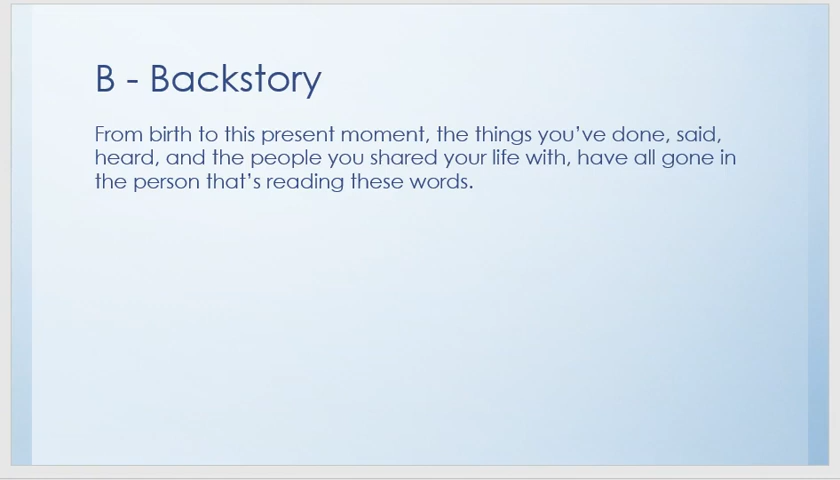 B - Backstory
From birth to this present moment, the things you’ve done, said,
heard, and the people you shared your life with, have all gone in
the person that’s reading these words.